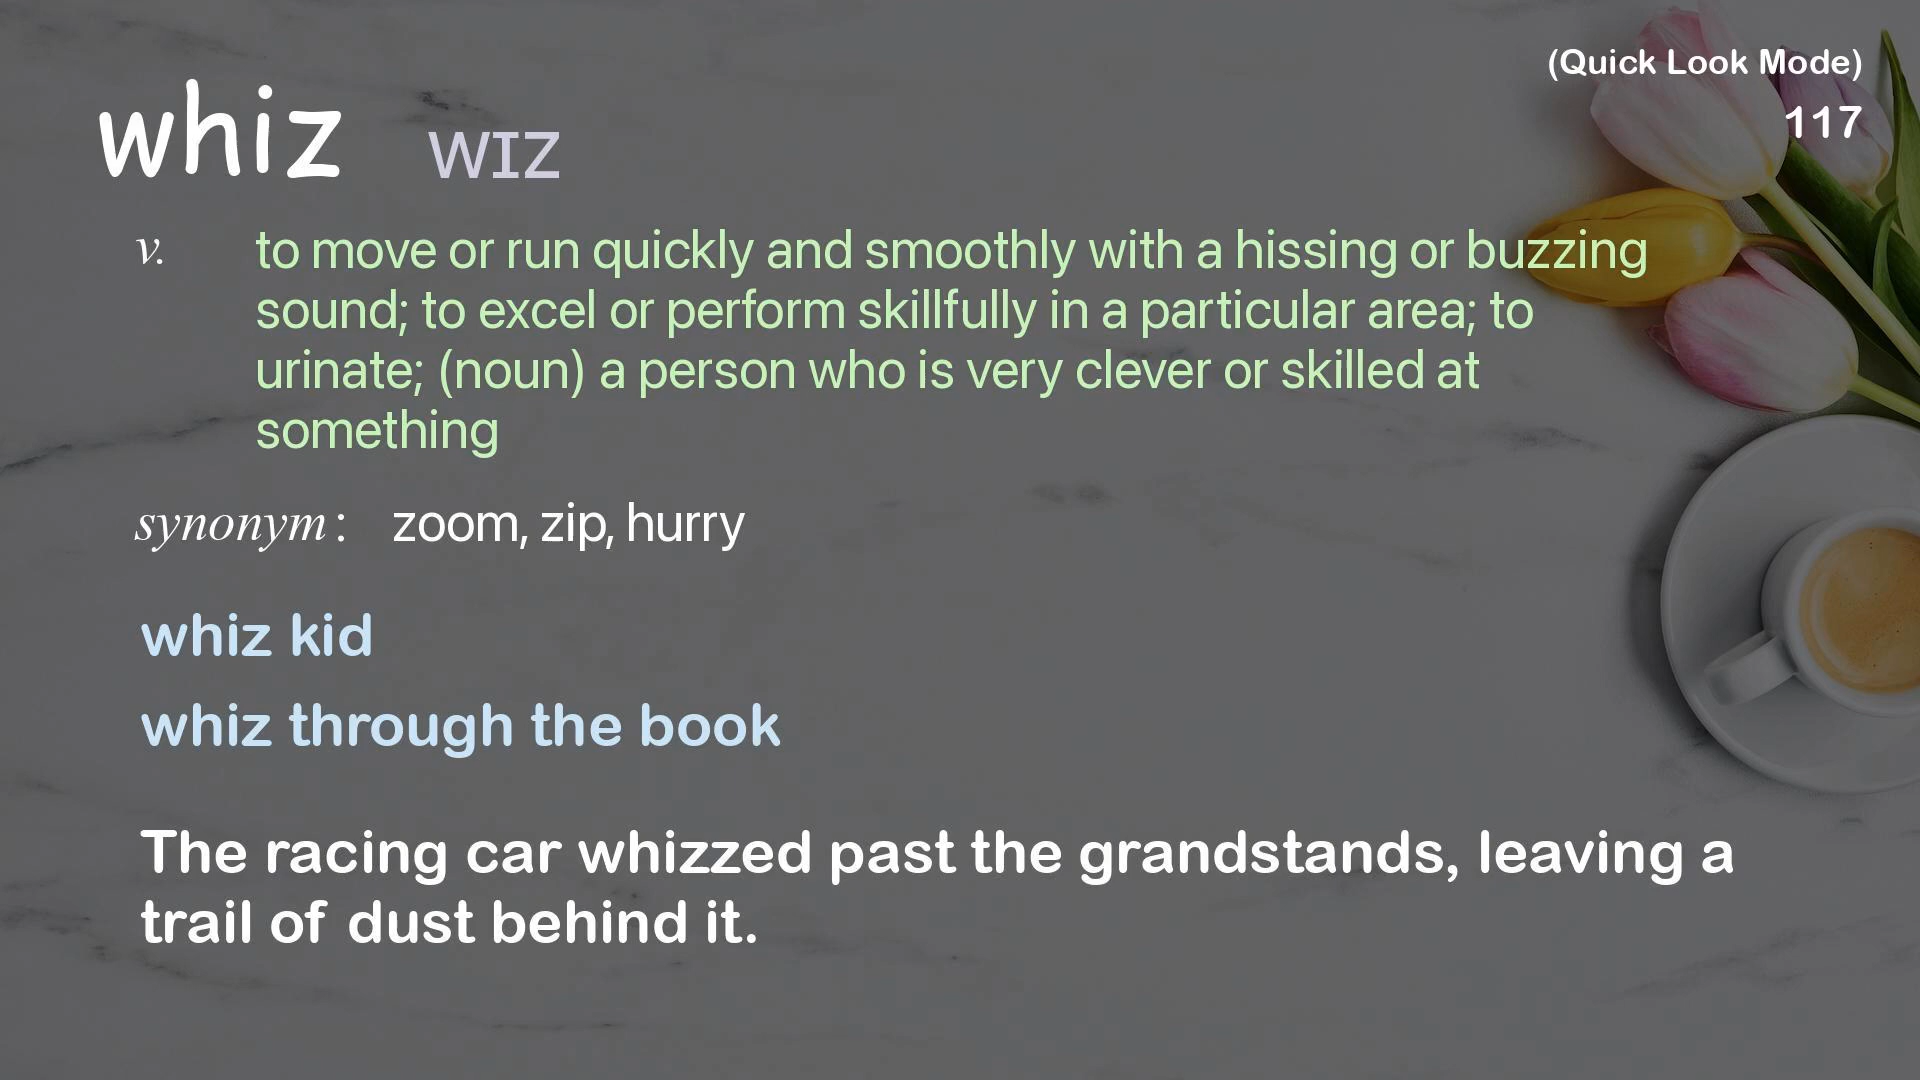 (Quick Look Mode)
117
whiz wɪz
v. to move or run quickly and smoothly with a hissing or buzzing
sound; to excel or perform skillfully in a particular area; to
urinate; (noun) a person who is very clever or skilled at
something
synonym: zoom, zip, hurry
whiz kid
whiz through the book
The racing car whizzed past the grandstands, leaving a
trail of dust behind it.